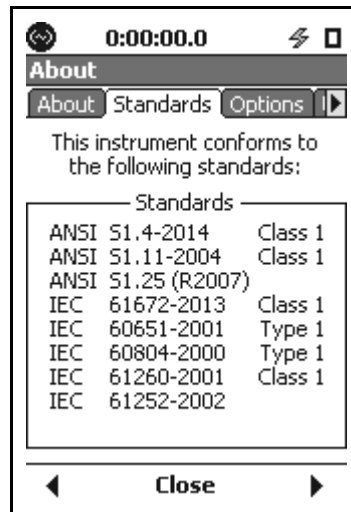 0:00:00.0
About
About Standards Options
This instrument conforms to
the following standards:
Standards
ANSI S1.4-2014 Class 1
ANSI S1.11-2004 Class 1
ANSI S1.25 (R2007)
IEC 61672-2013 Class 1
IEC 60651-2001 Type 1
IEC 60804-2000 Type 1
IEC 61260-2001 Class 1
IEC 61252-2002
Close